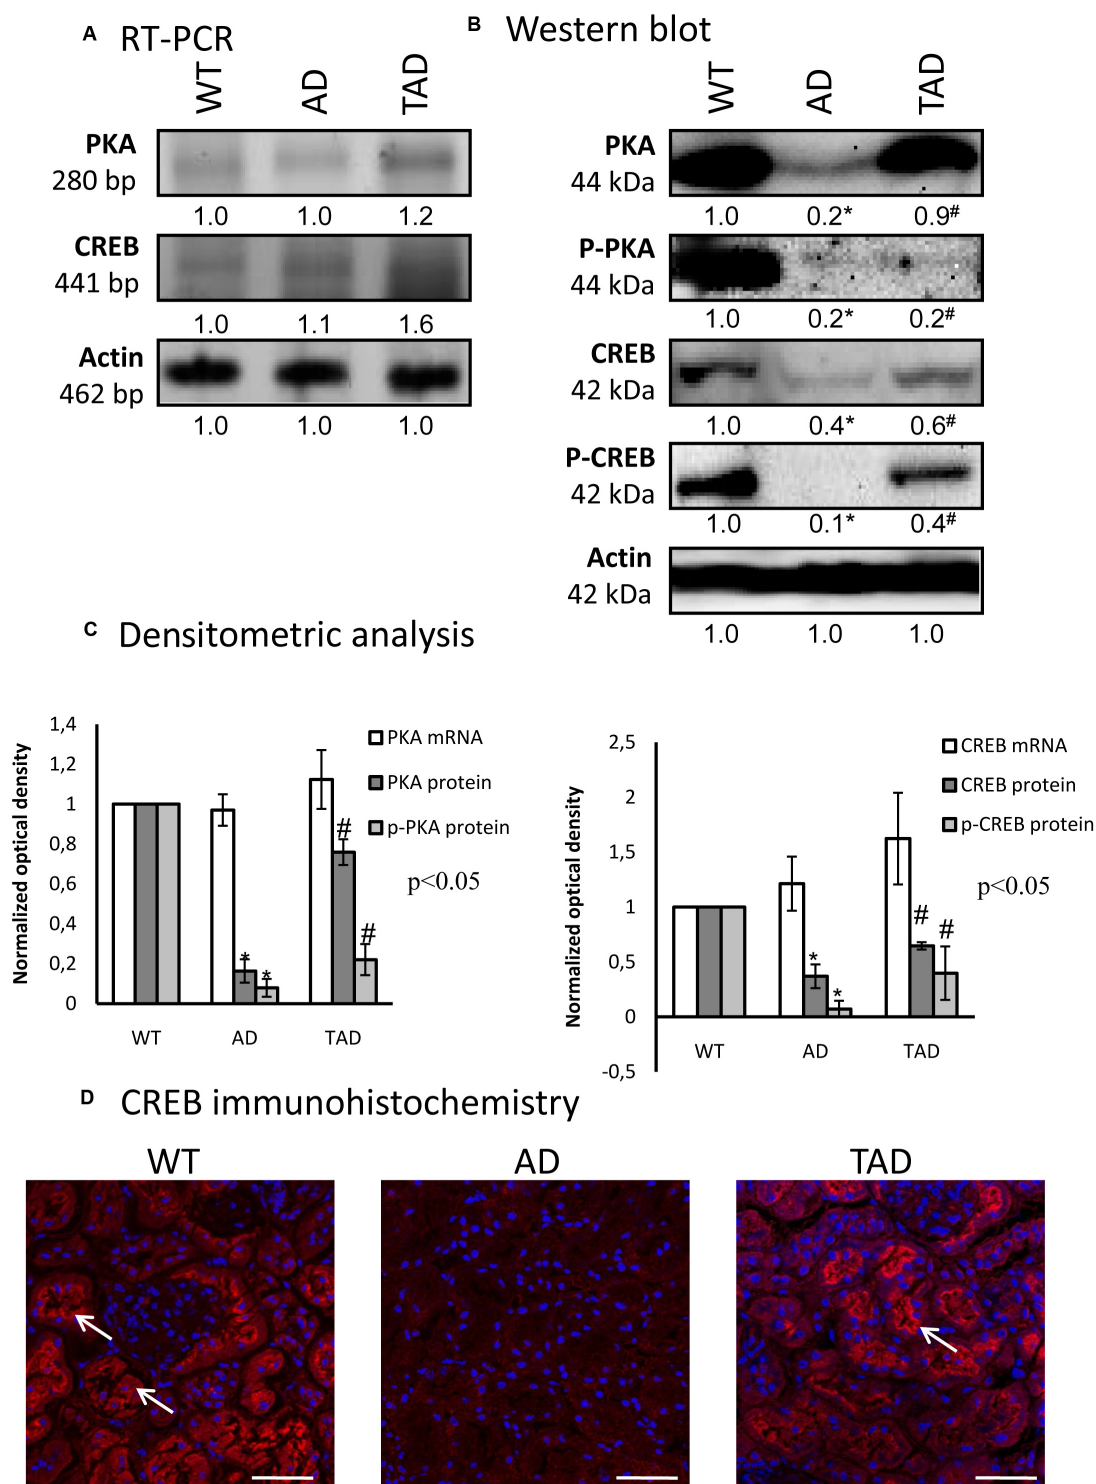 A RT-PCR
WT AD TAD
PKA
280 bp
1.0 1.0 1.2
CREB
441 bp
1.0 1.1 1.6
Actin
462 bp
1.0 1.0 1.0
B Western blot
WT AD TAD
PKA
44 kDa
1.0 0.2* 0.9#
P-PKA
44 kDa
1.0 0.2* 0.2#
CREB
42 kDa
1.0 0.4* 0.6#
P-CREB
42 kDa
1.0 0.1* 0.4#
Actin
42 kDa
1.0 1.0 1.0
C Densitometric analysis
Normalized optical density
1,4
1,2
1
0,8
0,6
0,4
0,2
0
PKA mRNA
PKA protein
p-PKA protein
p<0.05
* * # #
WT AD TAD
Normalized optical density
2,5
2
1,5
1
0,5
0
-0,5
CREB mRNA
CREB protein
p-CREB protein
p<0.05
* * # #
WT AD TAD
D CREB immunohistochemistry
WT AD TAD